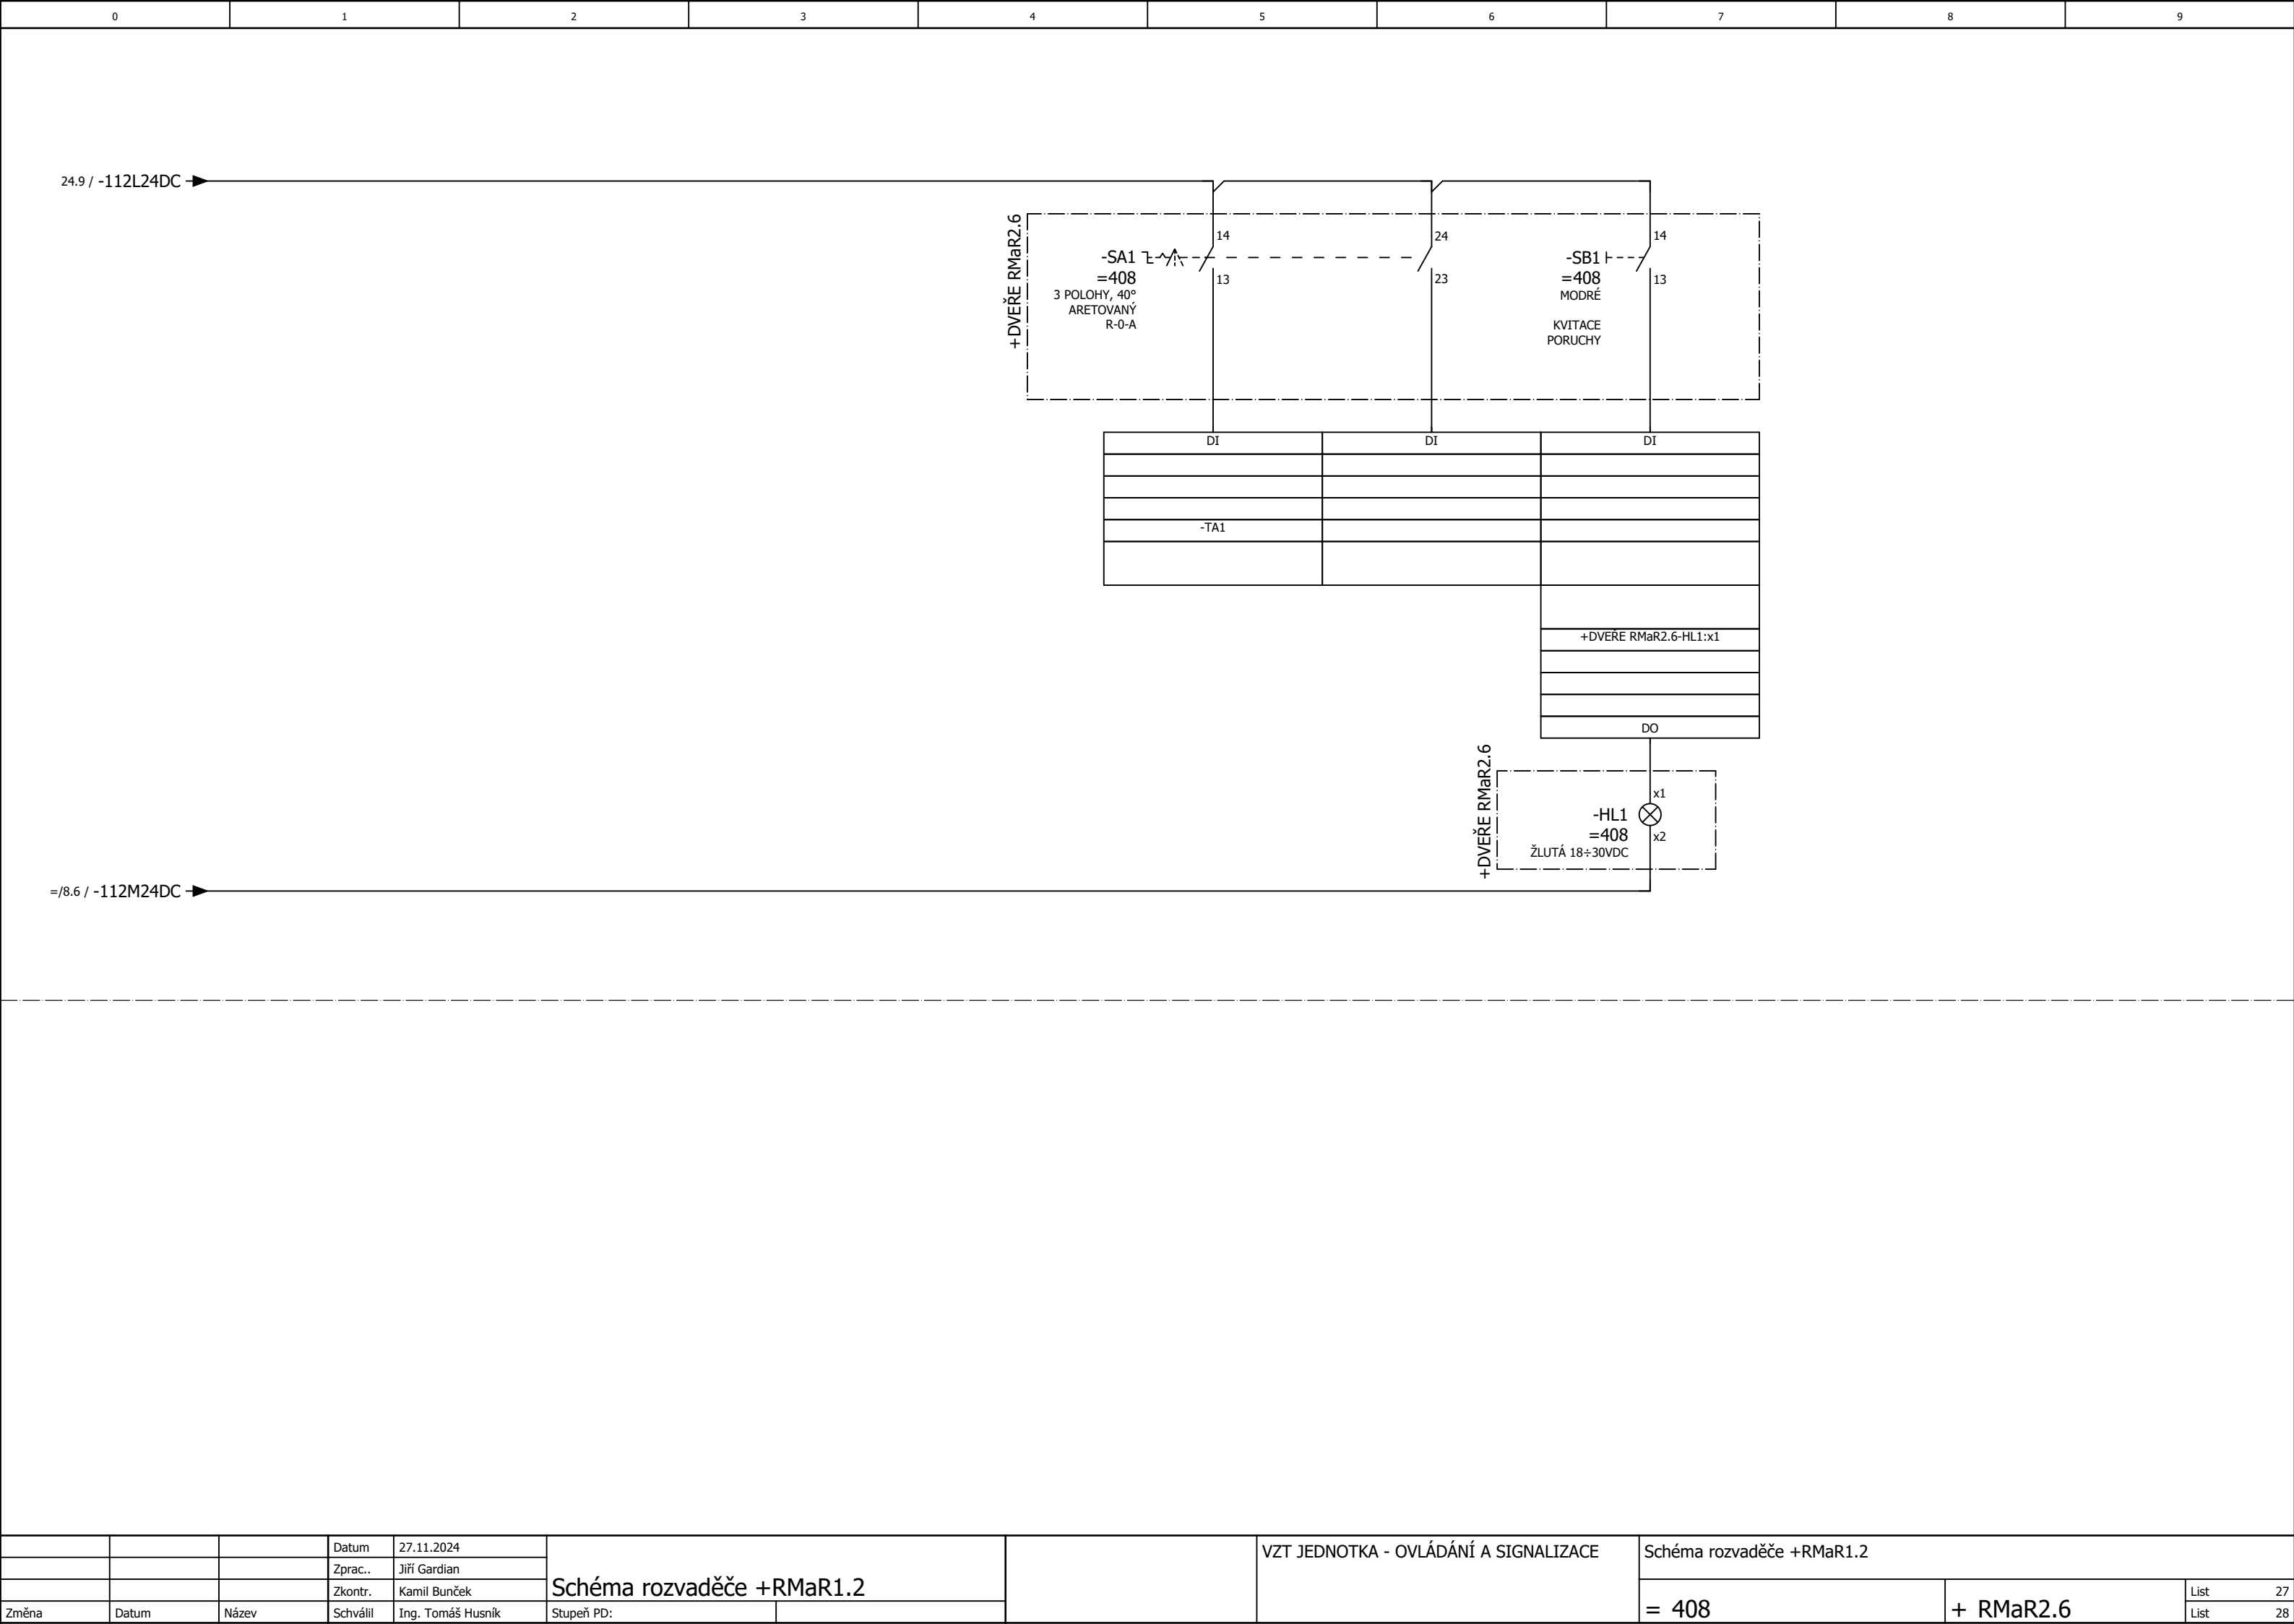 0 1 2 3 4 5 6 7 8 9
24.9 / -112L24DC
+DVEŘE RMaR2.6
-SA1
=408
3 POLOHY, 40°
ARETOVANÝ
R-0-A
14
13
24
23
-SB1
=408
MODRÉ
KVITACE
PORUCHY
14
13
DI DI DI
-TA1
+DVEŘE RMaR2.6-HL1:x1
DO
+DVEŘE RMaR2.6
-HL1
=408
ŽLUTÁ 18÷30VDC
x1
x2
=/8.6 / -112M24DC
Datum 27.11.2024
Zprac.. Jiří Gardian
Zkontr. Kamil Bunček
Změna Datum Název Schválil Ing. Tomáš Husník
Schéma rozvaděče +RMaR1.2
Stupeň PD:
VZT JEDNOTKA - OVLÁDÁNÍ A SIGNALIZACE
Schéma rozvaděče +RMaR1.2
= 408
+ RMaR2.6
List 27
List 28